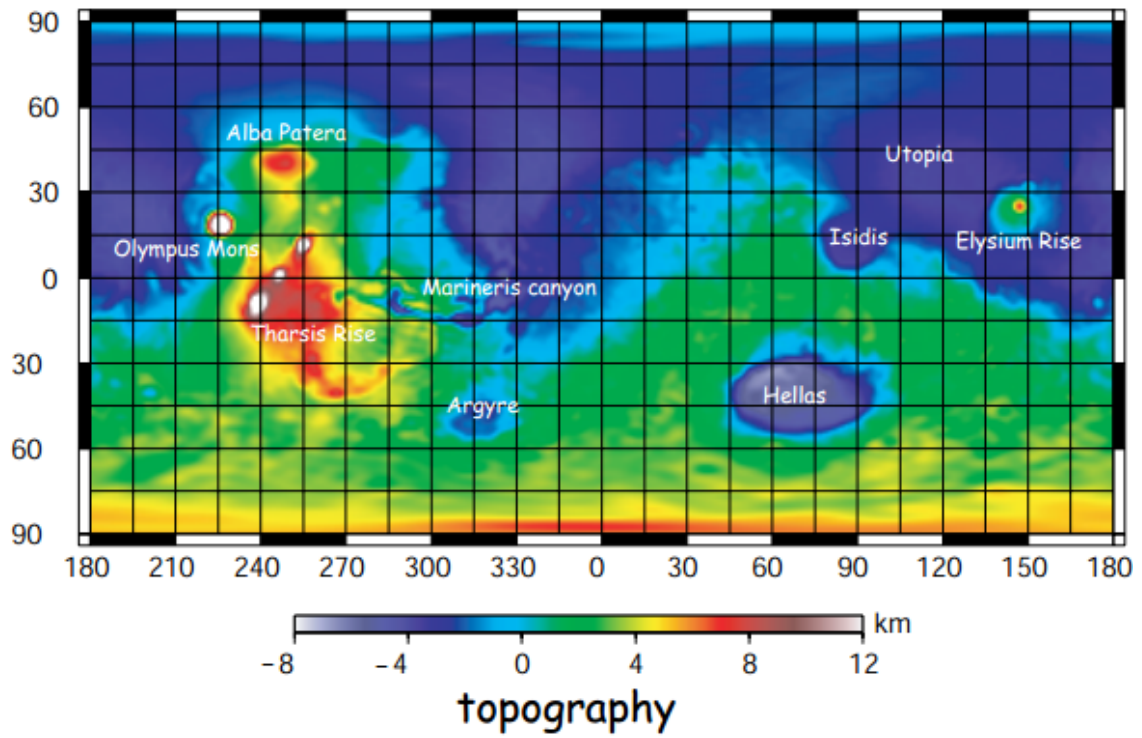 90
60
Alba Patera
Utopia
30
Olympus Mons
Isidis
Elysium Rise
0
Marineris canyon
Tharsis Rise
30
Argyre
Hellas
60
90
180 210 240 270 300 330 0 30 60 90 120 150 180
km
-8 -4 0 4 8 12
topography